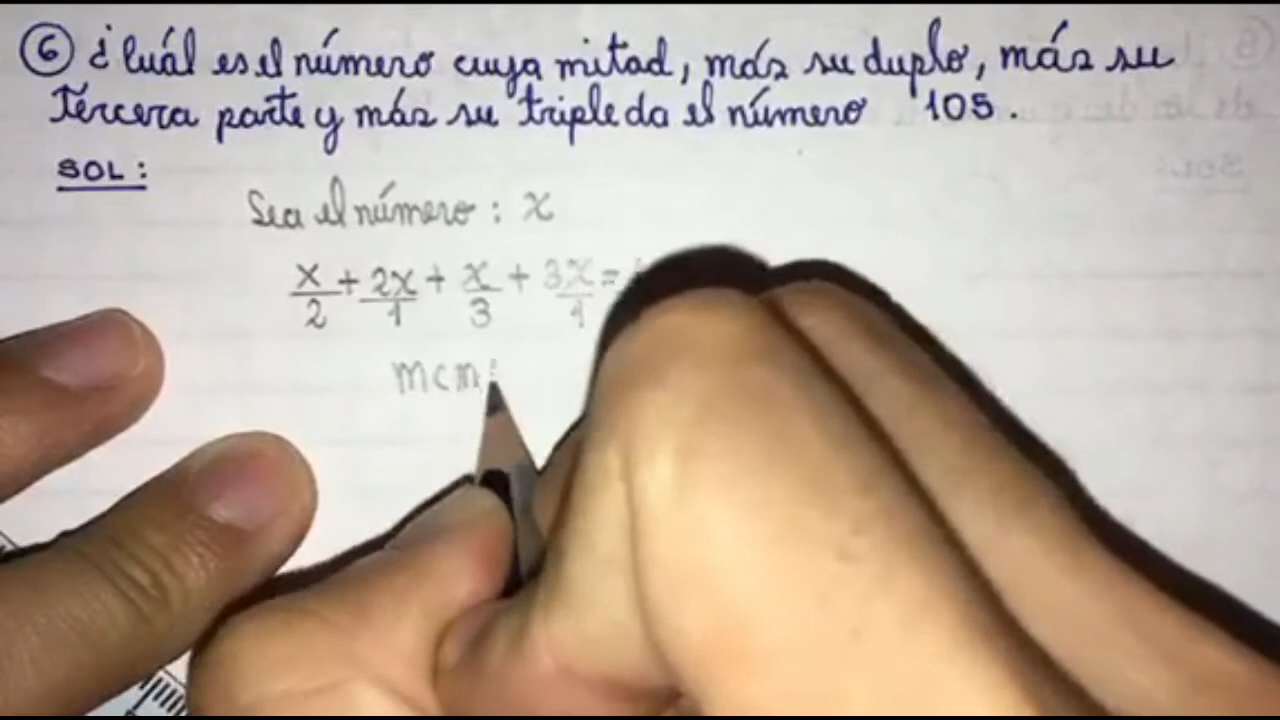 ⑥ ¿Cuál es el número cuya mitad, más su duplo, más su
tercera parte y más su triple da el número 105.
SOL:
Sea el número: x
x/2 + 2x/1 + x/3 + 3x/1 =
mcm: